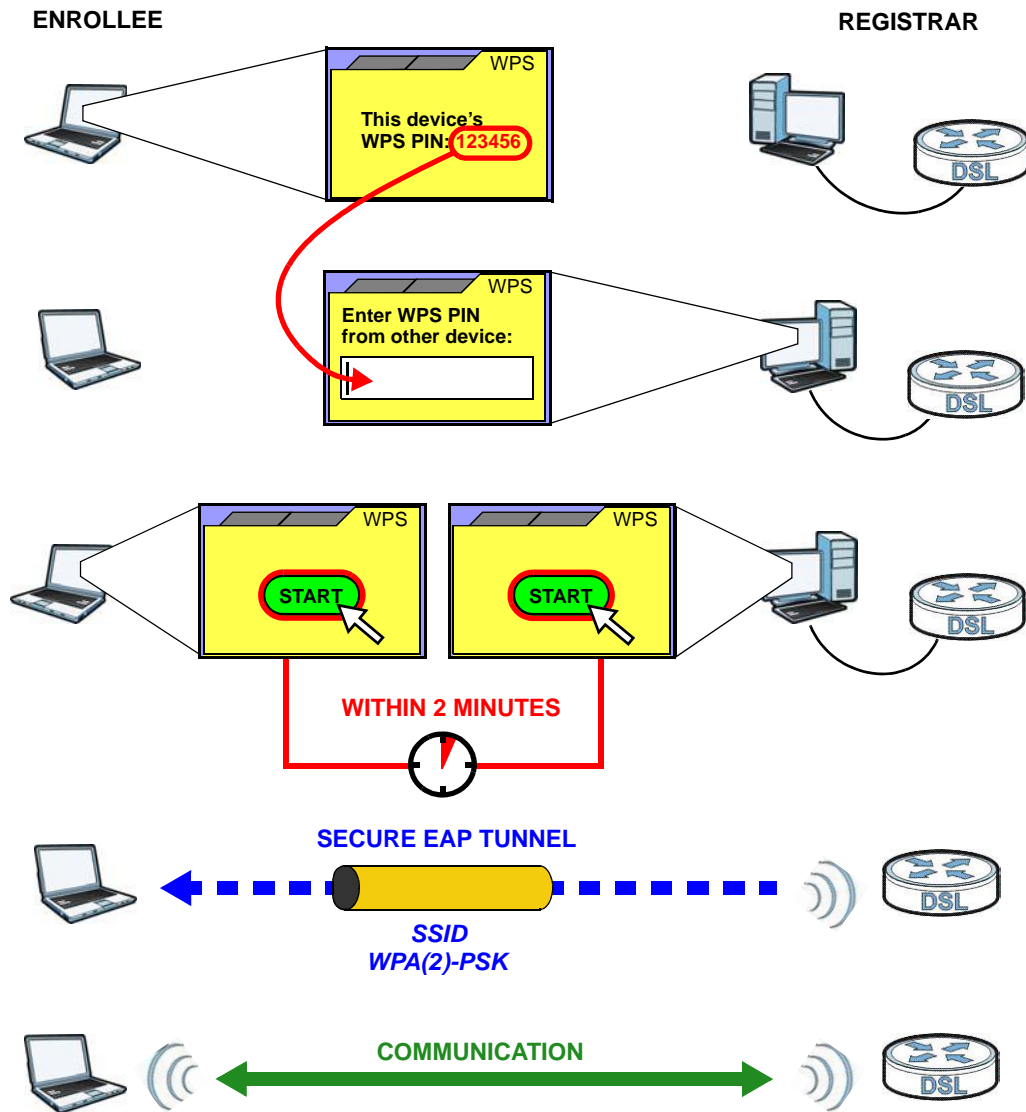 ENROLLEE
REGISTRAR
WPS
This device's
WPS PIN: 123456
DSL
WPS
Enter WPS PIN
from other device:
DSL
WPS
START
WPS
START
DSL
WITHIN 2 MINUTES
SECURE EAP TUNNEL
SSID
WPA(2)-PSK
DSL
COMMUNICATION
DSL